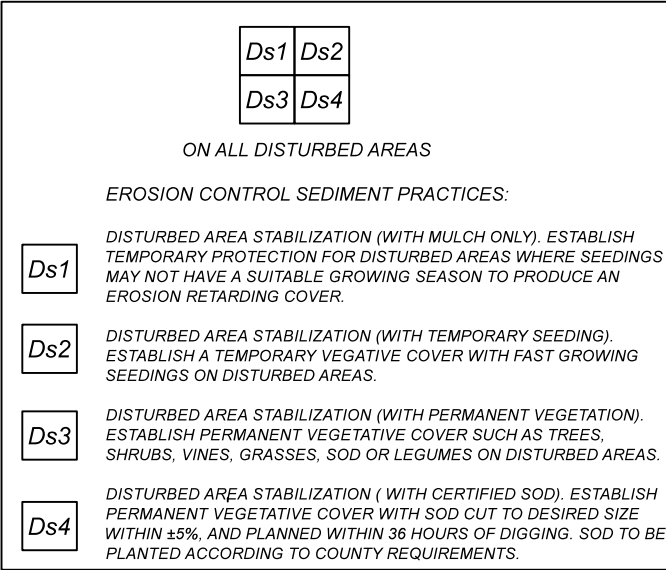 Ds1 Ds2
Ds3 Ds4
ON ALL DISTURBED AREAS
EROSION CONTROL SEDIMENT PRACTICES:
Ds1
DISTURBED AREA STABILIZATION (WITH MULCH ONLY). ESTABLISH
TEMPORARY PROTECTION FOR DISTURBED AREAS WHERE SEEDINGS
MAY NOT HAVE A SUITABLE GROWING SEASON TO PRODUCE AN
EROSION RETARDING COVER.
Ds2
DISTURBED AREA STABILIZATION (WITH TEMPORARY SEEDING).
ESTABLISH A TEMPORARY VEGATIVE COVER WITH FAST GROWING
SEEDINGS ON DISTURBED AREAS.
Ds3
DISTURBED AREA STABILIZATION (WITH PERMANENT VEGETATION).
ESTABLISH PERMANENT VEGETATIVE COVER SUCH AS TREES,
SHRUBS, VINES, GRASSES, SOD OR LEGUMES ON DISTURBED AREAS.
Ds4
DISTURBED AREA STABILIZATION ( WITH CERTIFIED SOD). ESTABLISH
PERMANENT VEGETATIVE COVER WITH SOD CUT TO DESIRED SIZE
WITHIN ±5%, AND PLANNED WITHIN 36 HOURS OF DIGGING. SOD TO BE
PLANTED ACCORDING TO COUNTY REQUIREMENTS.